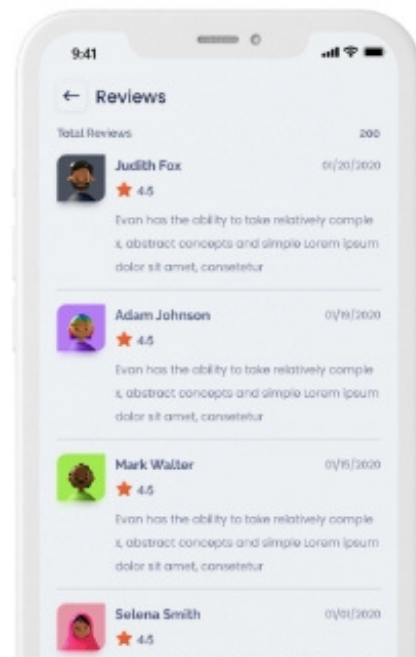 9:41
Reviews
Total Reviews 200
Judith Fox 01/20/2020
4.5
Evan has the ability to take relatively comple
x, abstract concepts and simple Lorem ipsum
dolor sit amet, consetetur
Adam Johnson 01/19/2020
4.5
Evan has the ability to take relatively comple
x, abstract concepts and simple Lorem ipsum
dolor sit amet, consetetur
Mark Walter 01/15/2020
4.5
Evan has the ability to take relatively comple
x, abstract concepts and simple Lorem ipsum
dolor sit amet, consetetur
Selena Smith 01/01/2020
4.5